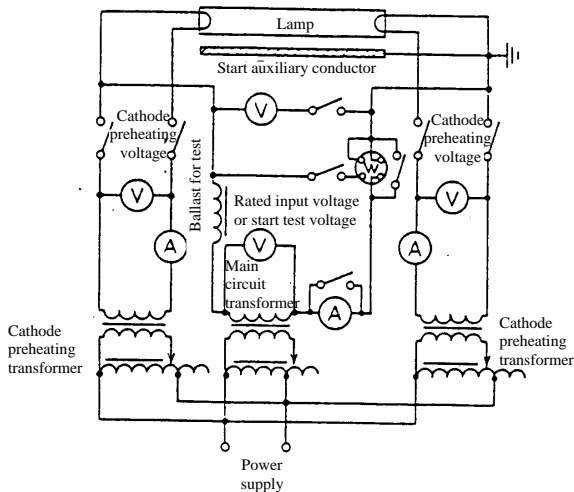 Lamp
Start auxiliary conductor
Cathode
preheating
voltage
V
Cathode
preheating
voltage
W
Ballast for test
Rated input voltage
or start test voltage
V
V
V
A
A
Main
circuit
transformer
A
Cathode
preheating
transformer
Cathode
preheating
transformer
Power
supply